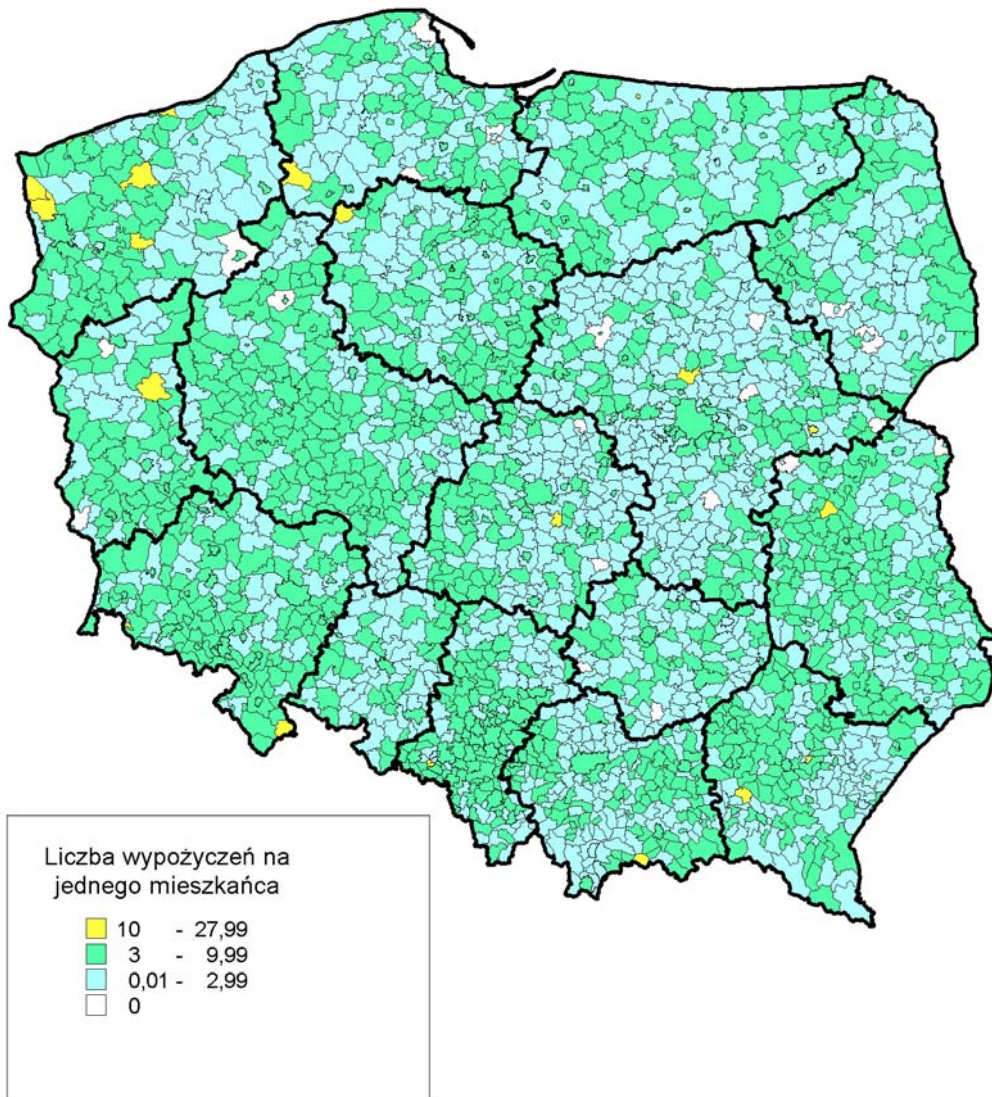 Liczba wypożyczeń na
jednego mieszkańca
10 - 27,99
3 - 9,99
0,01 - 2,99
0